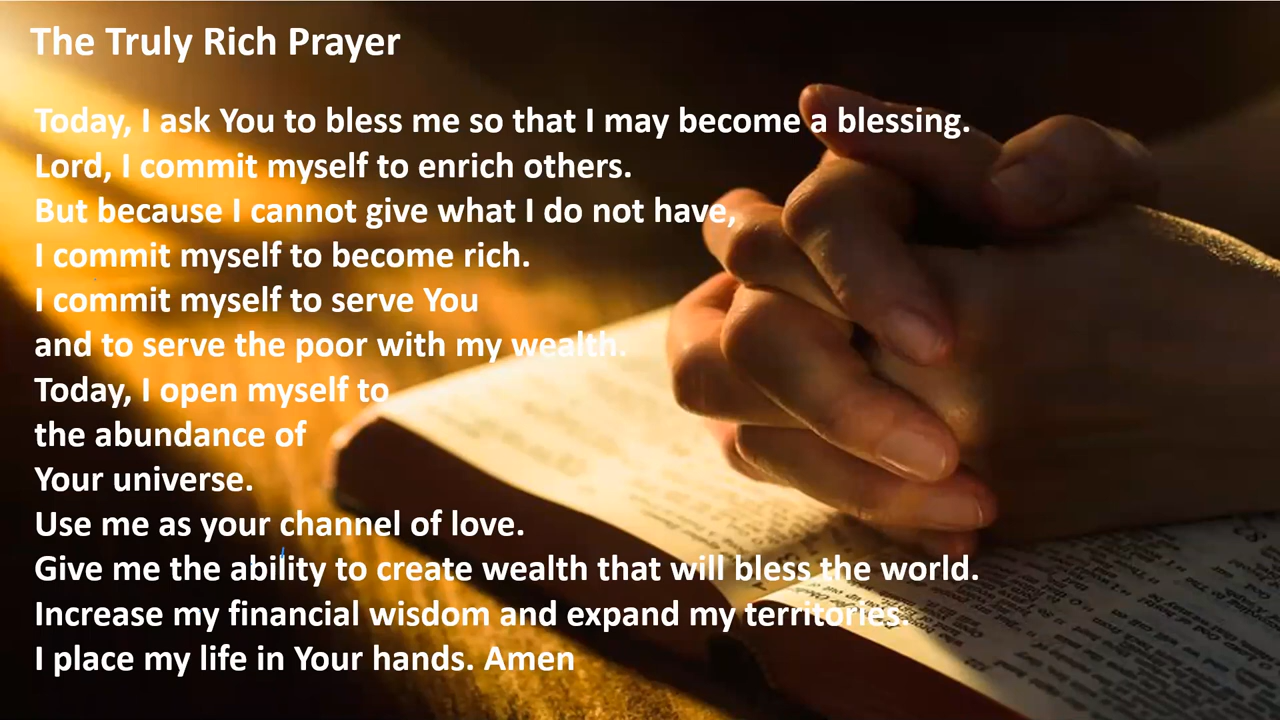 The Truly Rich Prayer
Today, I ask You to bless me so that I may become a blessing.
Lord, I commit myself to enrich others.
But because I cannot give what I do not have,
I commit myself to become rich.
I commit myself to serve You
and to serve the poor with my wealth.
Today, I open myself to
the abundance of
Your universe.
Use me as your channel of love.
Give me the ability to create wealth that will bless the world.
Increase my financial wisdom and expand my territories.
I place my life in Your hands. Amen